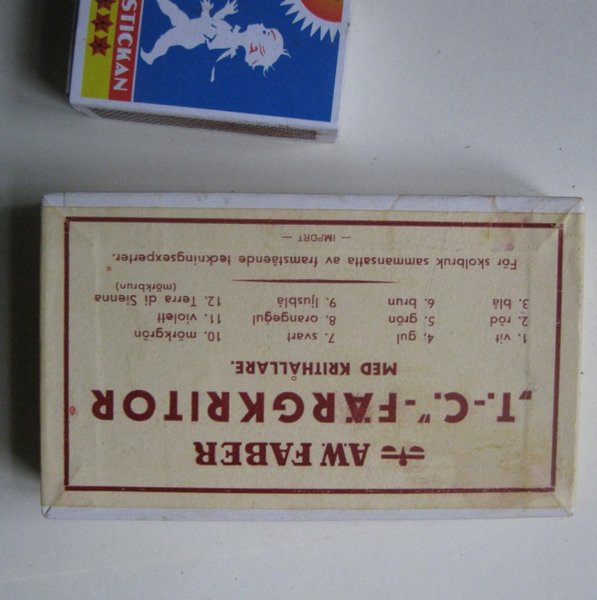 STICKAN
A.W. FABER
„T.-C.”-FÄRGKRITOR
MED KRITHÅLLARE.
1. vit 4. gul 7. svart 10. mörkgrön
2. röd 5. grön 8. orangegul 11. violett
3. blå 6. brun 9. ljusblå 12. Terra di Sienna
(mörkbrun)
För skolbruk sammansatta av framstående teckningsexperter.
— IMPORT —